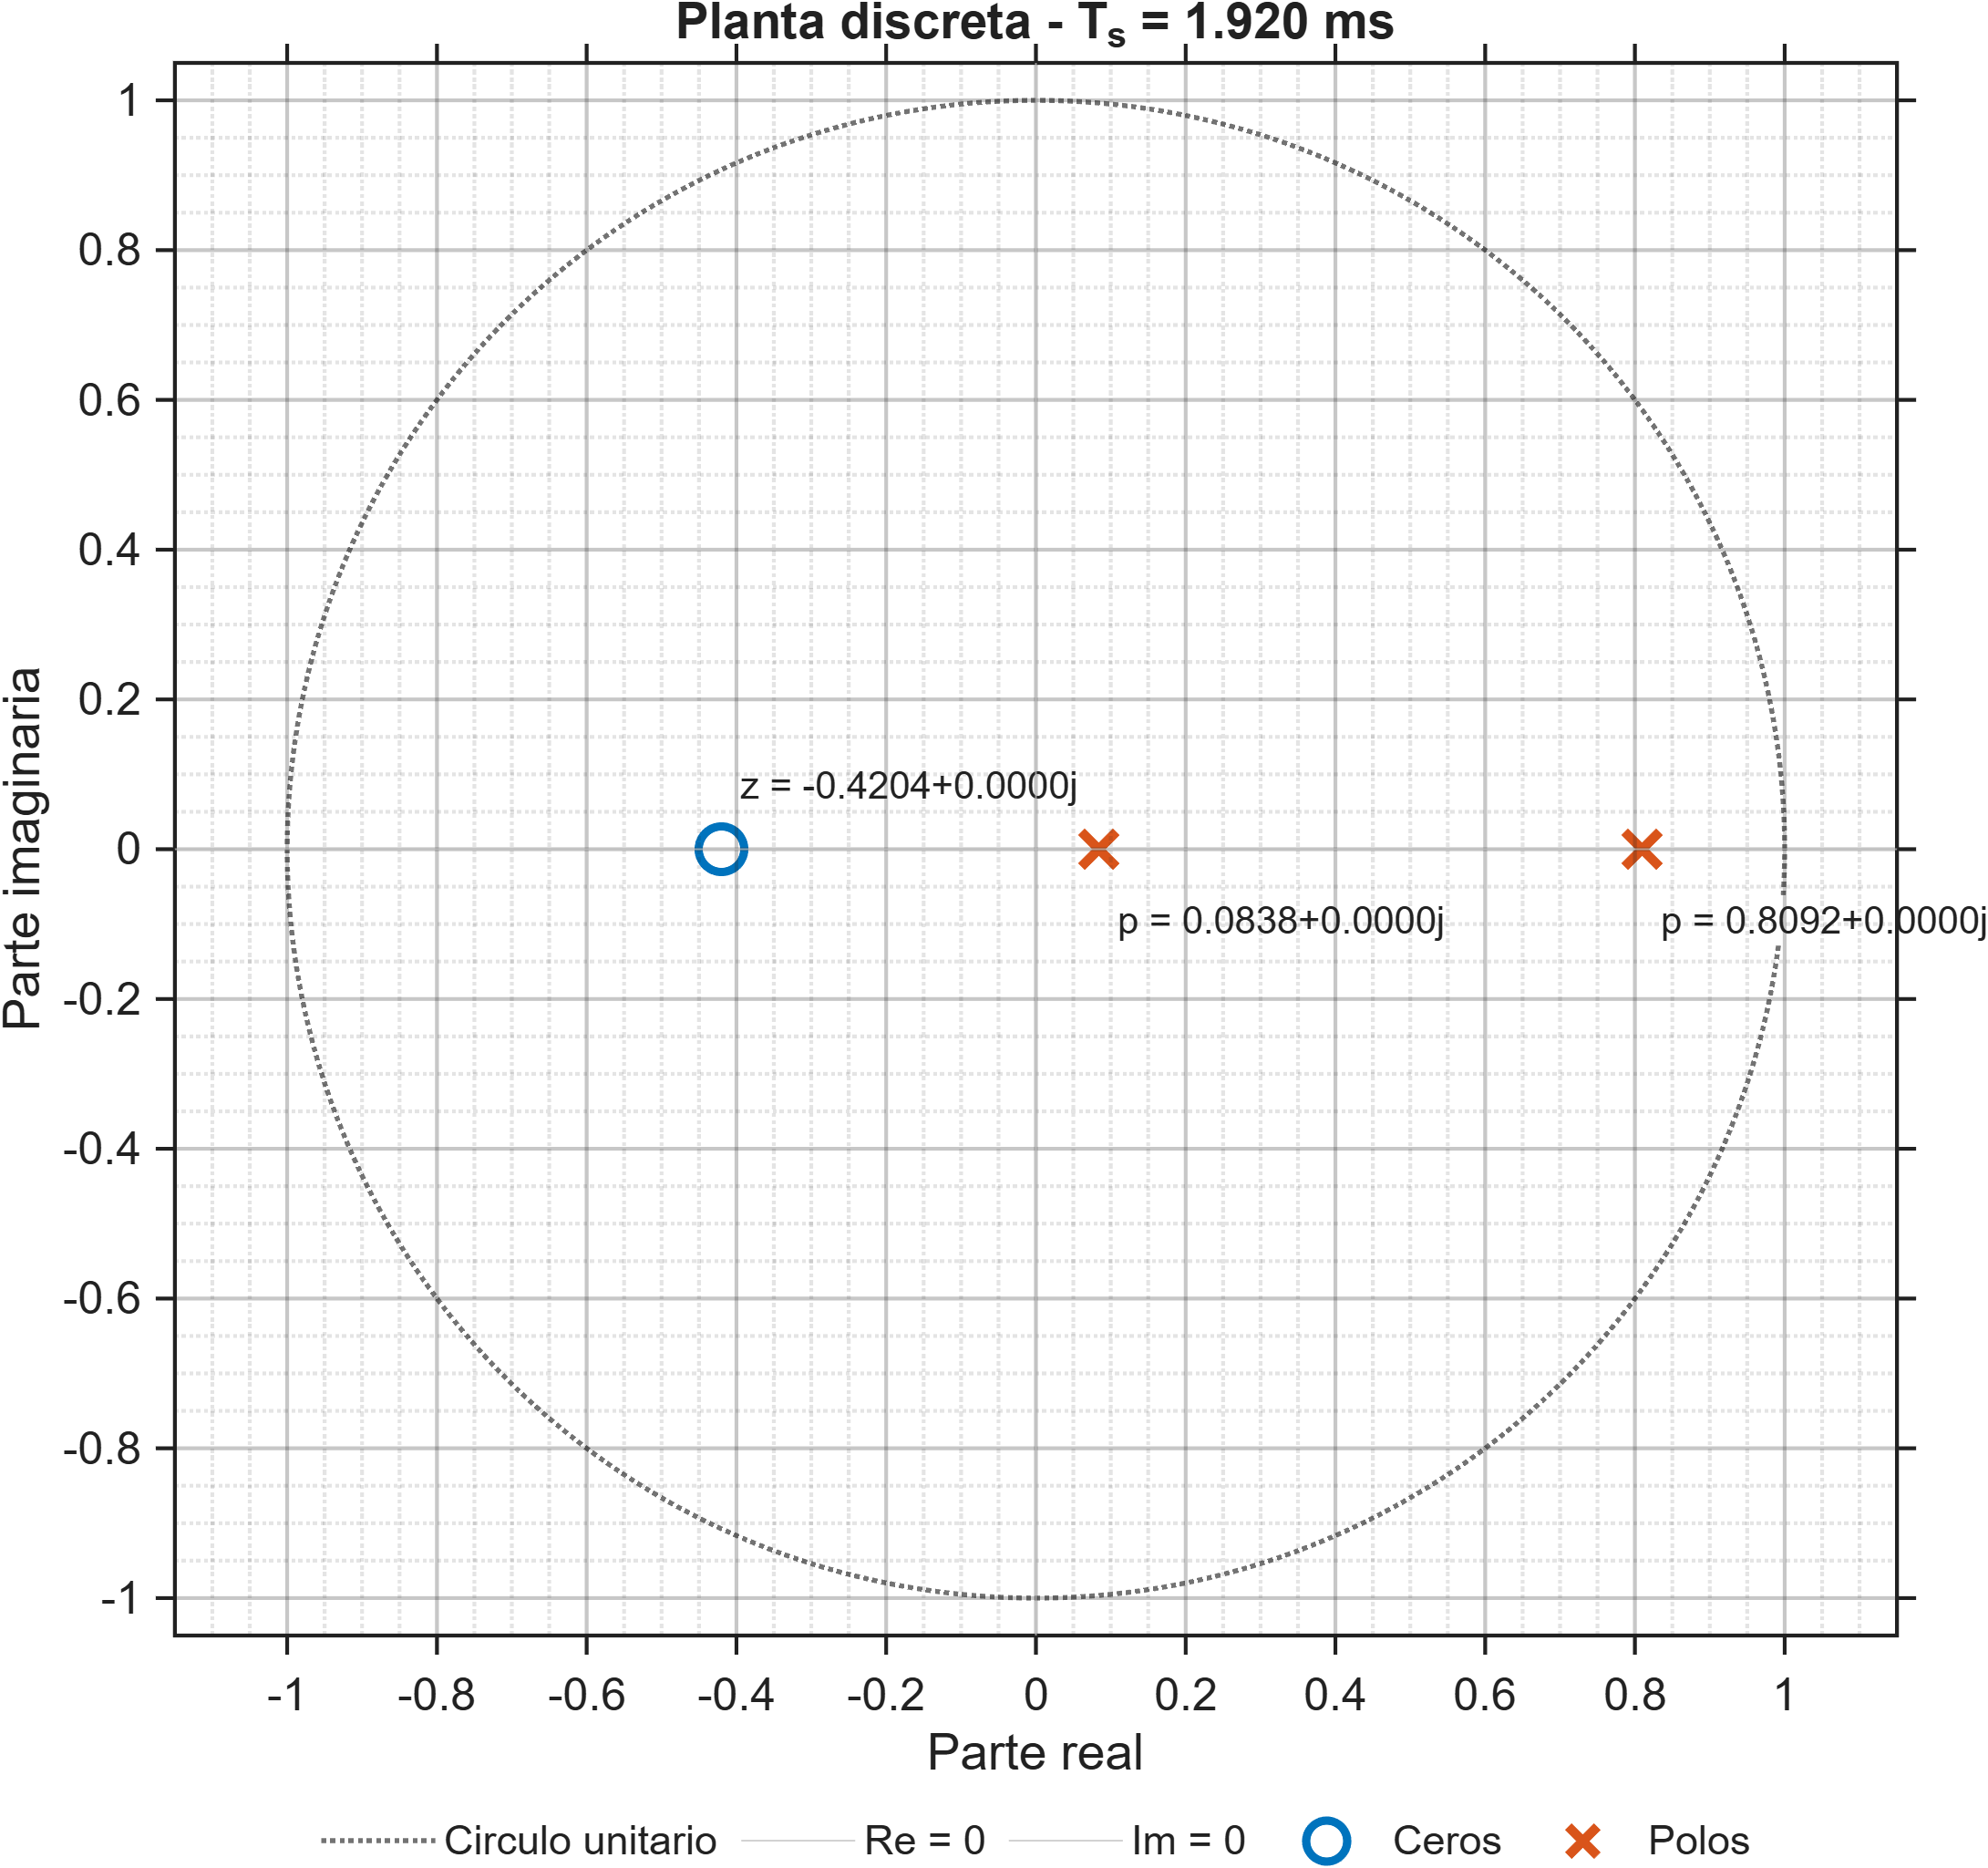 Planta discreta - Ts = 1.920 ms
1
0.8
0.6
0.4
0.2
0
-0.2
-0.4
-0.6
-0.8
-1
Parte imaginaria
z = -0.4204+0.0000j
p = 0.0838+0.0000j
p = 0.8092+0.0000j
-1 -0.8 -0.6 -0.4 -0.2 0 0.2 0.4 0.6 0.8 1
Parte real
Circulo unitario Re = 0 Im = 0 Ceros Polos